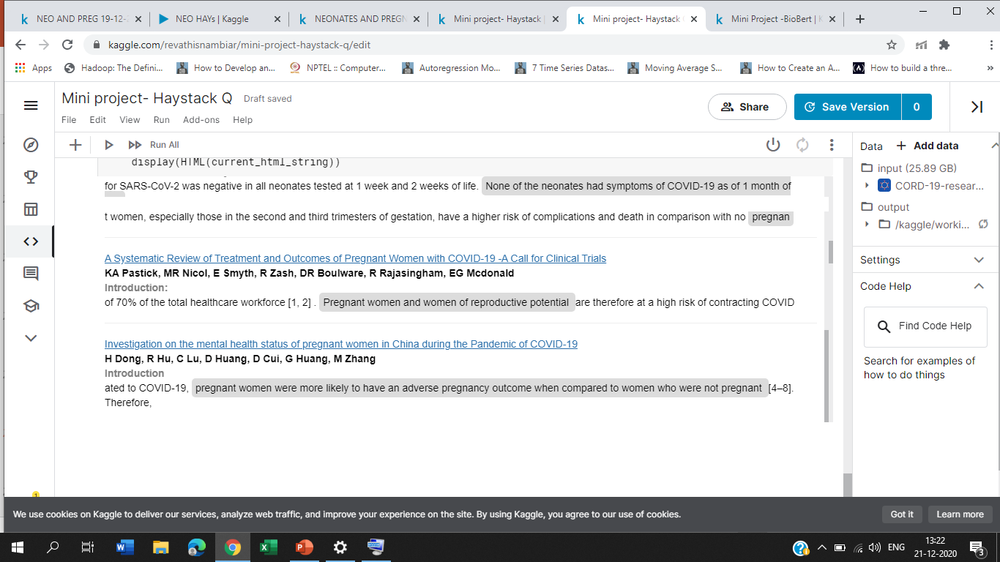 NEO AND PREG 19-12-
NEO HAYs | Kaggle
NEONATES AND PREGN
Mini project- Haystack |
Mini project- Haystack
Mini Project -BioBert | K
kaggle.com/revathisnambiar/mini-project-haystack-q/edit
Apps
Hadoop: The Defini...
How to Develop an...
NPTEL :: Computer...
Autoregression Mo...
7 Time Series Datas...
Moving Average S...
How to Create an A...
How to build a thre...
»
Mini project- Haystack Q Draft saved
File Edit View Run Add-ons Help
Share
Save Version 0
Run All
display(HTML(current_html_string))
for SARS-CoV-2 was negative in all neonates tested at 1 week and 2 weeks of life. None of the neonates had symptoms of COVID-19 as of 1 month of
t women, especially those in the second and third trimesters of gestation, have a higher risk of complications and death in comparison with no pregnan
A Systematic Review of Treatment and Outcomes of Pregnant Women with COVID-19 -A Call for Clinical Trials
KA Pastick, MR Nicol, E Smyth, R Zash, DR Boulware, R Rajasingham, EG Mcdonald
Introduction:
of 70% of the total healthcare workforce [1, 2] . Pregnant women and women of reproductive potential are therefore at a high risk of contracting COVID
Investigation on the mental health status of pregnant women in China during the Pandemic of COVID-19
H Dong, R Hu, C Lu, D Huang, D Cui, G Huang, M Zhang
Introduction
ated to COVID-19, pregnant women were more likely to have an adverse pregnancy outcome when compared to women who were not pregnant [4–8].
Therefore,
Data + Add data
input (25.89 GB)
CORD-19-resear...
output
/kaggle/worki...
Settings
Code Help
Find Code Help
Search for examples of
how to do things
1
We use cookies on Kaggle to deliver our services, analyze web traffic, and improve your experience on the site. By using Kaggle, you agree to our use of cookies.
Got it
Learn more
ENG
13:22
21-12-2020
3